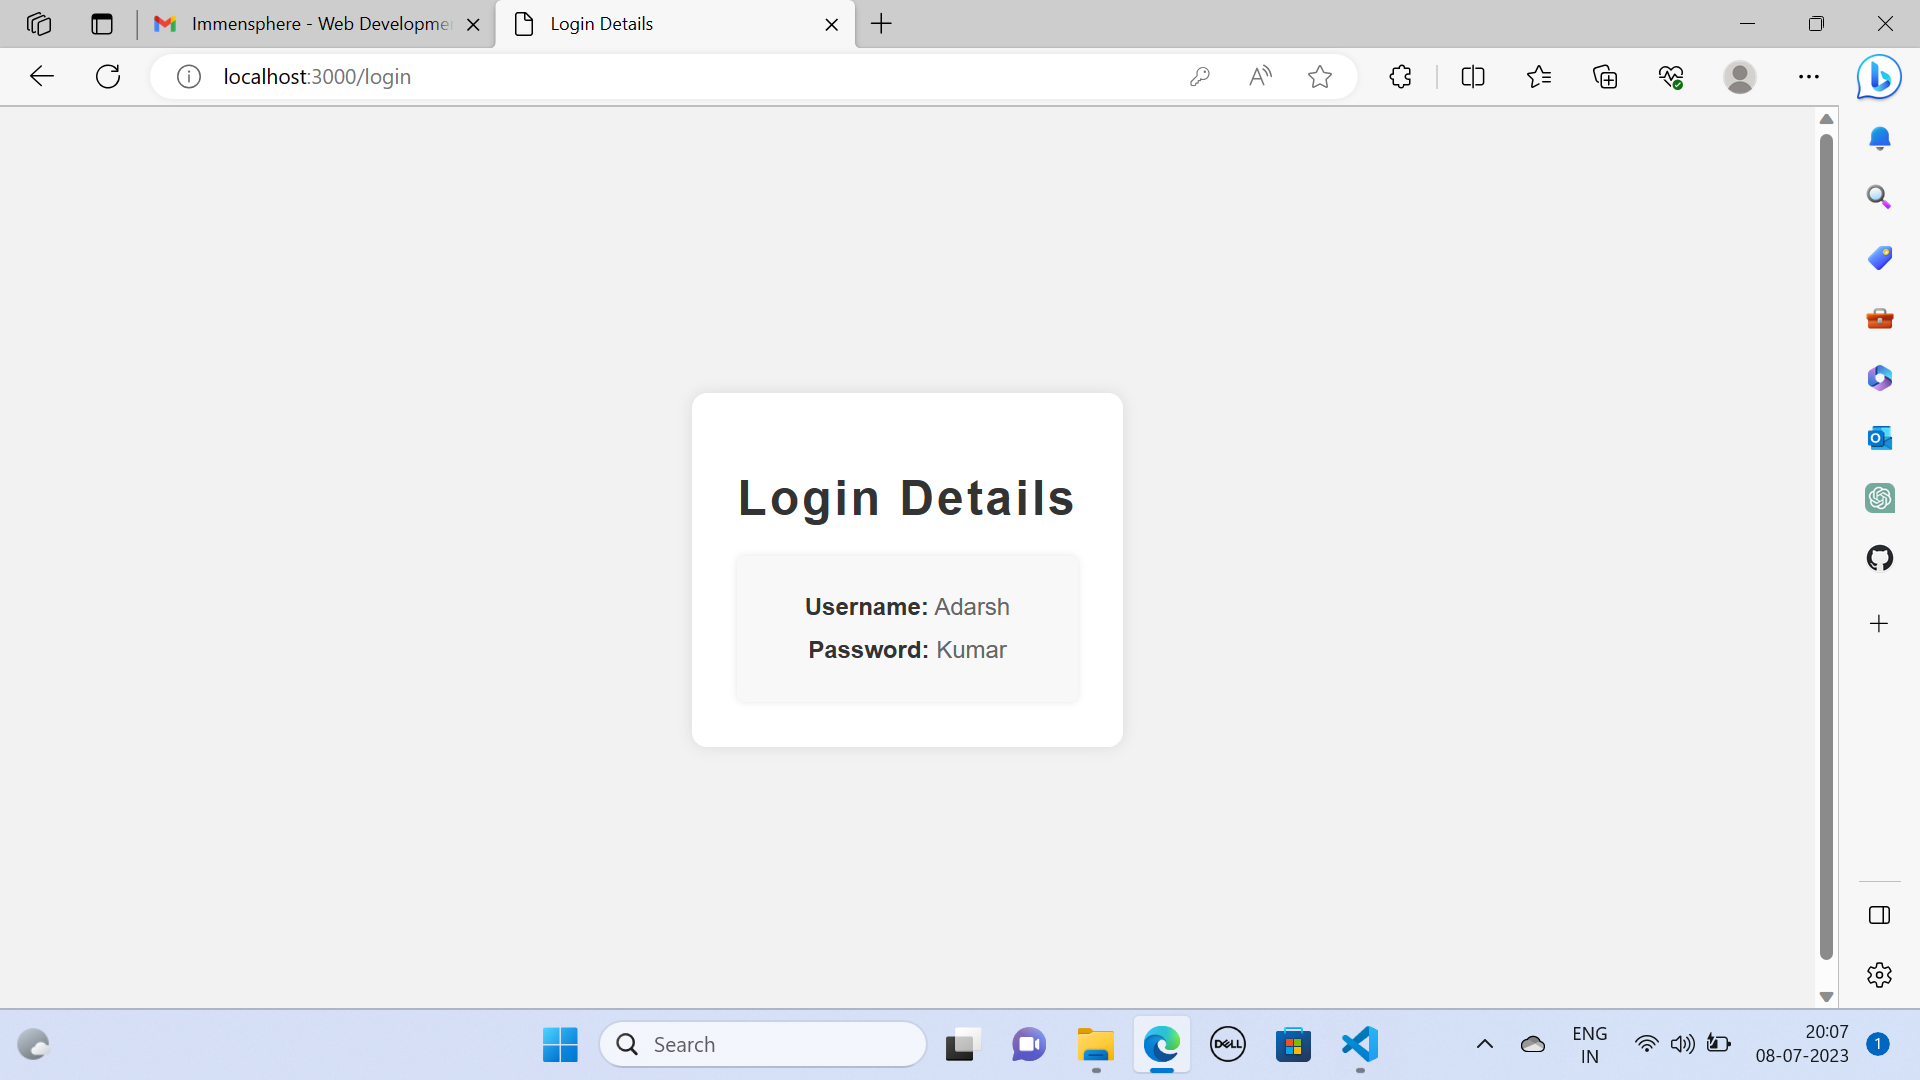 Immensphere - Web Developme
Login Details
localhost:3000/login
Login Details
Username: Adarsh
Password: Kumar
Search
DELL
ENG
IN
20:07
08-07-2023
1